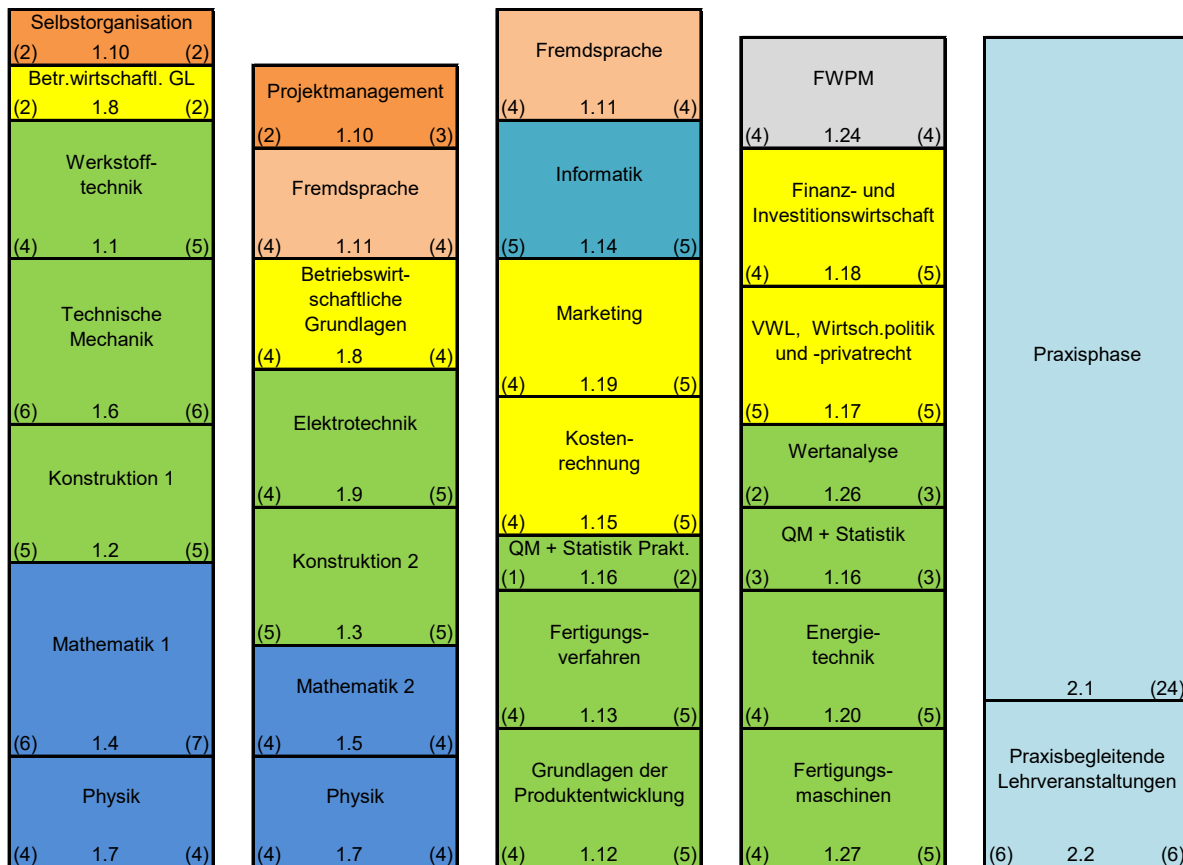 Selbstorganisation
(2) 1.10 (2)
Betr.wirtschaftl. GL
(2) 1.8 (2)
Werkstoff-
technik
(4) 1.1 (5)
Technische
Mechanik
(6) 1.6 (6)
Konstruktion 1
(5) 1.2 (5)
Mathematik 1
(6) 1.4 (7)
Physik
(4) 1.7 (4)
Projektmanagement
(2) 1.10 (3)
Fremdsprache
(4) 1.11 (4)
Betriebswirt-
schaftliche
Grundlagen
(4) 1.8 (4)
Elektrotechnik
(4) 1.9 (5)
Konstruktion 2
(5) 1.3 (5)
Mathematik 2
(4) 1.5 (4)
Physik
(4) 1.7 (4)
Fremdsprache
(4) 1.11 (4)
Informatik
(5) 1.14 (5)
Marketing
(4) 1.19 (5)
Kosten-
rechnung
(4) 1.15 (5)
QM + Statistik Prakt.
(1) 1.16 (2)
Fertigungs-
verfahren
(4) 1.13 (5)
Grundlagen der
Produktentwicklung
(4) 1.12 (5)
FWPM
(4) 1.24 (4)
Finanz- und
Investitionswirtschaft
(4) 1.18 (5)
VWL, Wirtsch.politik
und -privatrecht
(5) 1.17 (5)
Wertanalyse
(2) 1.26 (3)
QM + Statistik
(3) 1.16 (3)
Energie-
technik
(4) 1.20 (5)
Fertigungs-
maschinen
(4) 1.27 (5)
Praxisphase
2.1 (24)
Praxisbegleitende
Lehrveranstaltungen
(6) 2.2 (6)